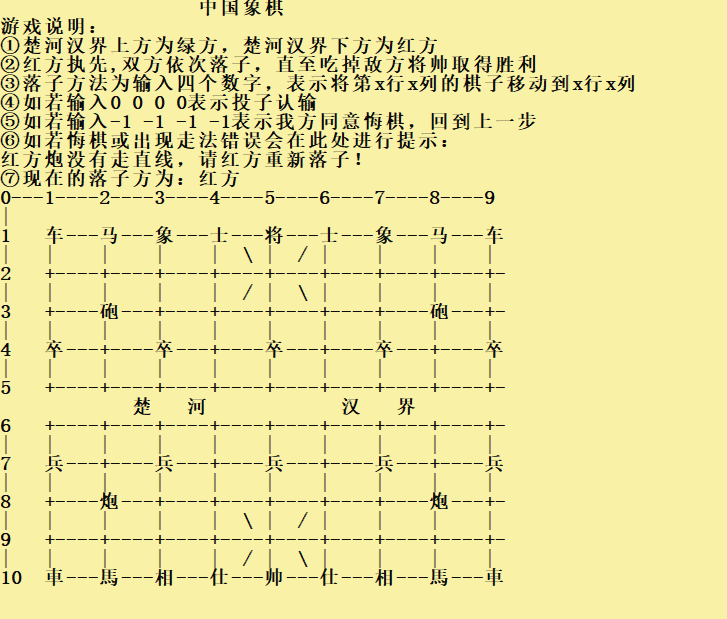 中国象棋
游戏说明：
①楚河汉界上方为绿方，楚河汉界下方为红方
②红方执先,双方依次落子，直至吃掉敌方将帅取得胜利
③落子方法为输入四个数字，表示将第x行x列的棋子移动到x行x列
④如若输入0 0 0 0表示投子认输
⑤如若输入-1 -1 -1 -1表示我方同意悔棋，回到上一步
⑥如若悔棋或出现走法错误会在此处进行提示：
红方炮没有走直线，请红方重新落子！
⑦现在的落子方为：红方
0---1----2----3----4----5----6----7----8----9
|
1   车---马---象---士---将---士---象---马---车
|   |    |    |    |  \ |  / |    |    |    |
2   +----+----+----+----+----+----+----+----+-
|   |    |    |    |  / |  \ |    |    |    |
3   +----砲---+----+----+----+----+----砲---+-
|   |    |    |    |    |    |    |    |    |
4   卒---+----卒---+----卒---+----卒---+----卒
|   |    |    |    |    |    |    |    |    |
5   +----+----+----+----+----+----+----+----+-
楚   河            汉   界
6   +----+----+----+----+----+----+----+----+-
|   |    |    |    |    |    |    |    |    |
7   兵---+----兵---+----兵---+----兵---+----兵
|   |    |    |    |    |    |    |    |    |
8   +----炮---+----+----+----+----+----炮---+-
|   |    |    |    |  \ |  / |    |    |    |
9   +----+----+----+----+----+----+----+----+-
|   |    |    |    |  / |  \ |    |    |    |
10  車---馬---相---仕---帅---仕---相---馬---車